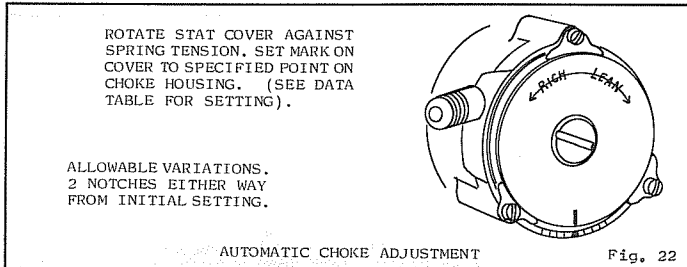 ROTATE STAT COVER AGAINST
SPRING TENSION. SET MARK ON
COVER TO SPECIFIED POINT ON
CHOKE HOUSING. (SEE DATA
TABLE FOR SETTING).
RICH LEAN
ALLOWABLE VARIATIONS.
2 NOTCHES EITHER WAY
FROM INITIAL SETTING.
AUTOMATIC CHOKE ADJUSTMENT Fig. 22